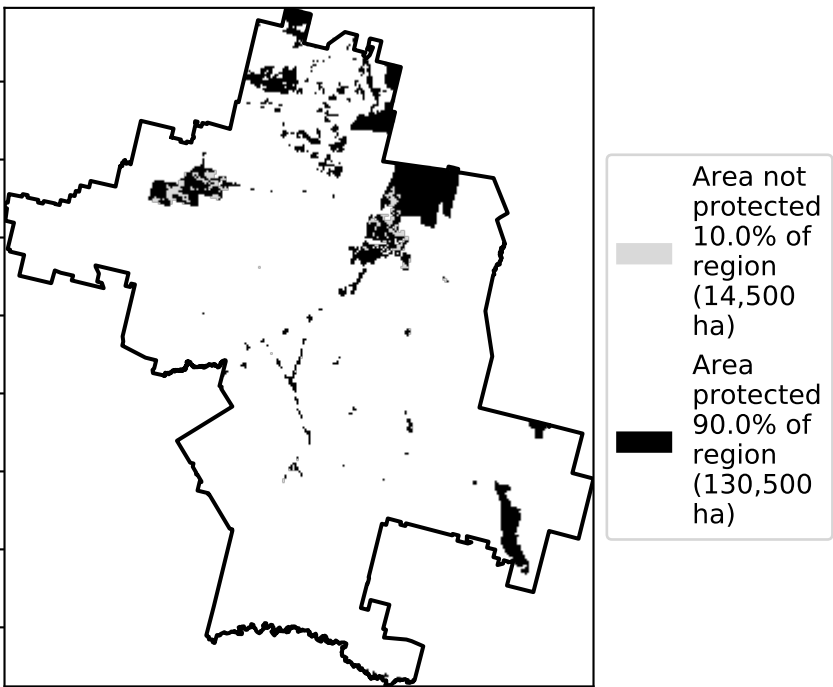 Area not
protected
10.0% of
region
(14,500
ha)
Area
protected
90.0% of
region
(130,500
ha)